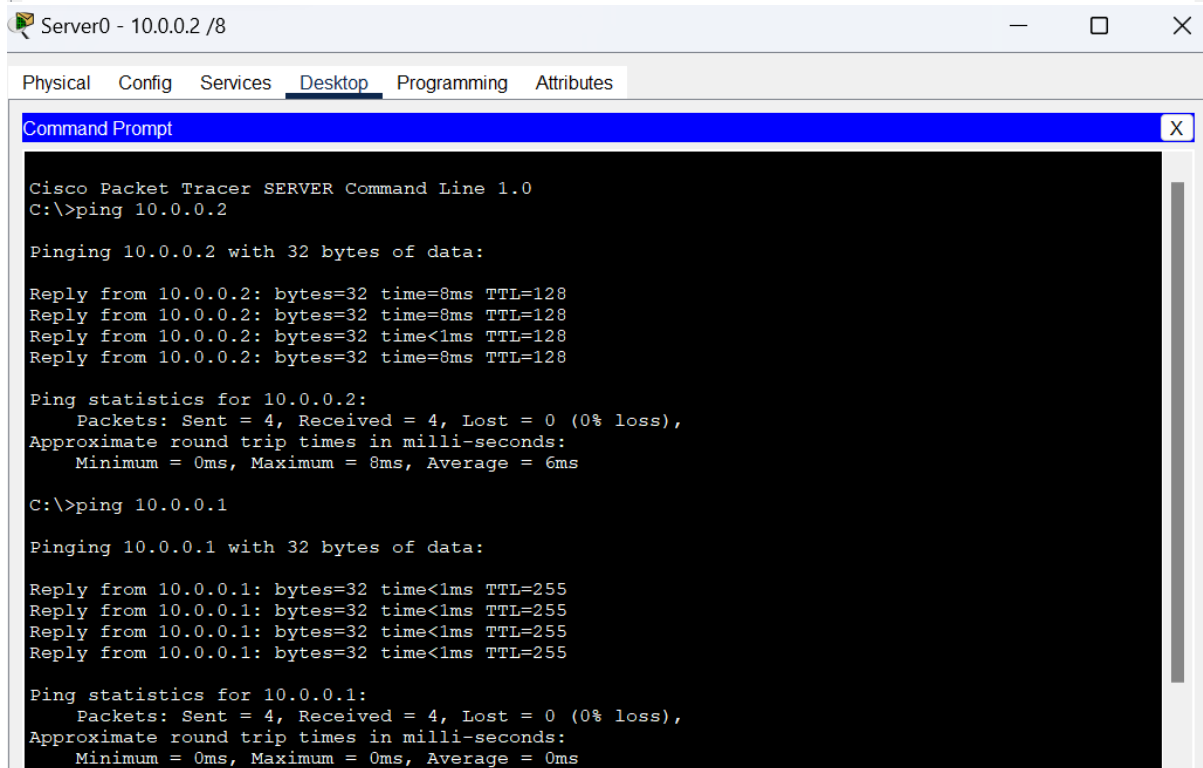 Server0 - 10.0.0.2 /8
Physical Config Services Desktop Programming Attributes
Command Prompt X
Cisco Packet Tracer SERVER Command Line 1.0
C:\>ping 10.0.0.2
Pinging 10.0.0.2 with 32 bytes of data:
Reply from 10.0.0.2: bytes=32 time=8ms TTL=128
Reply from 10.0.0.2: bytes=32 time=8ms TTL=128
Reply from 10.0.0.2: bytes=32 time<1ms TTL=128
Reply from 10.0.0.2: bytes=32 time=8ms TTL=128
Ping statistics for 10.0.0.2:
Packets: Sent = 4, Received = 4, Lost = 0 (0% loss),
Approximate round trip times in milli-seconds:
Minimum = 0ms, Maximum = 8ms, Average = 6ms
C:\>ping 10.0.0.1
Pinging 10.0.0.1 with 32 bytes of data:
Reply from 10.0.0.1: bytes=32 time<1ms TTL=255
Reply from 10.0.0.1: bytes=32 time<1ms TTL=255
Reply from 10.0.0.1: bytes=32 time<1ms TTL=255
Reply from 10.0.0.1: bytes=32 time<1ms TTL=255
Ping statistics for 10.0.0.1:
Packets: Sent = 4, Received = 4, Lost = 0 (0% loss),
Approximate round trip times in milli-seconds:
Minimum = 0ms, Maximum = 0ms, Average = 0ms